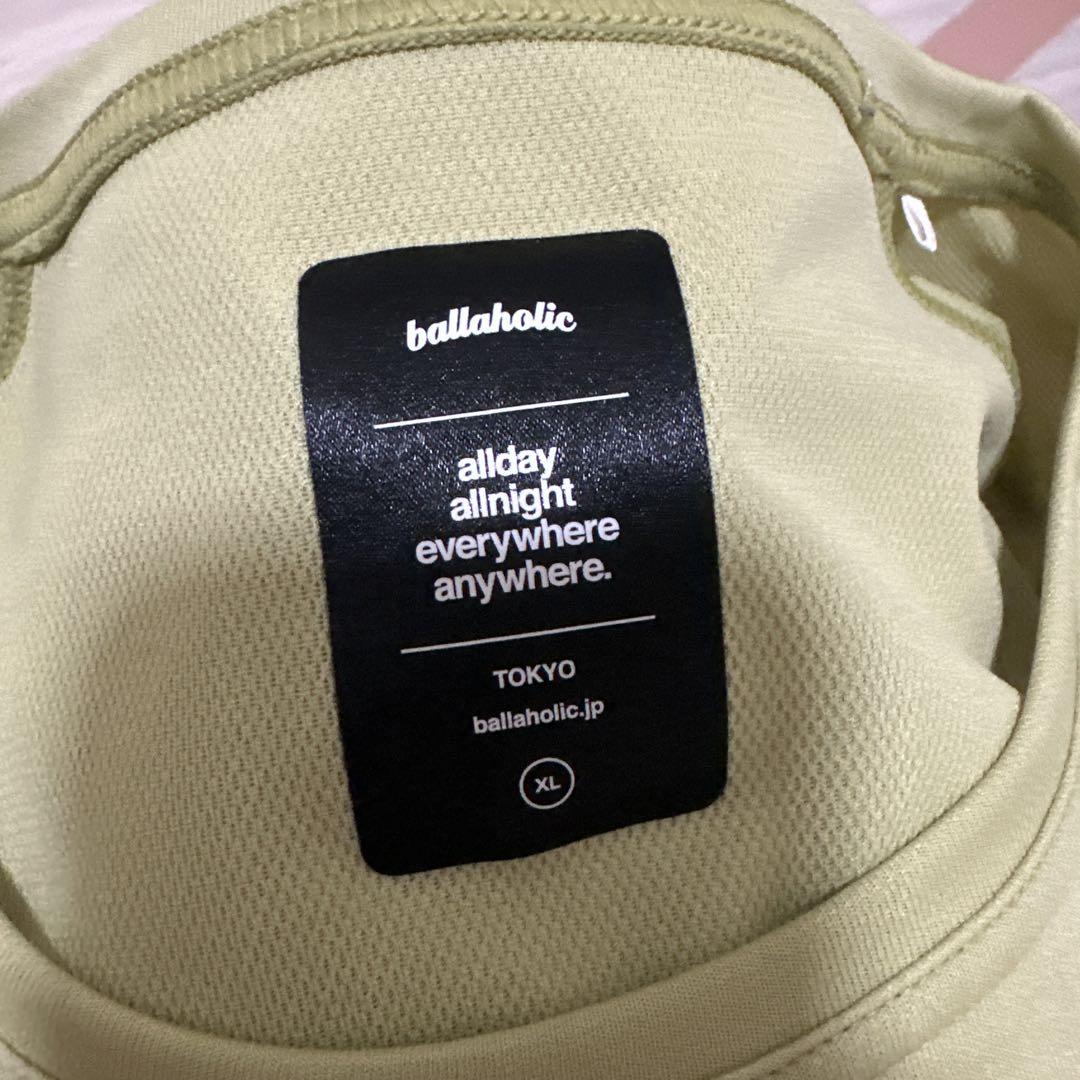 ballaholic
allday
allnight
everywhere
anywhere.
TOKYO
ballaholic.jp
XL